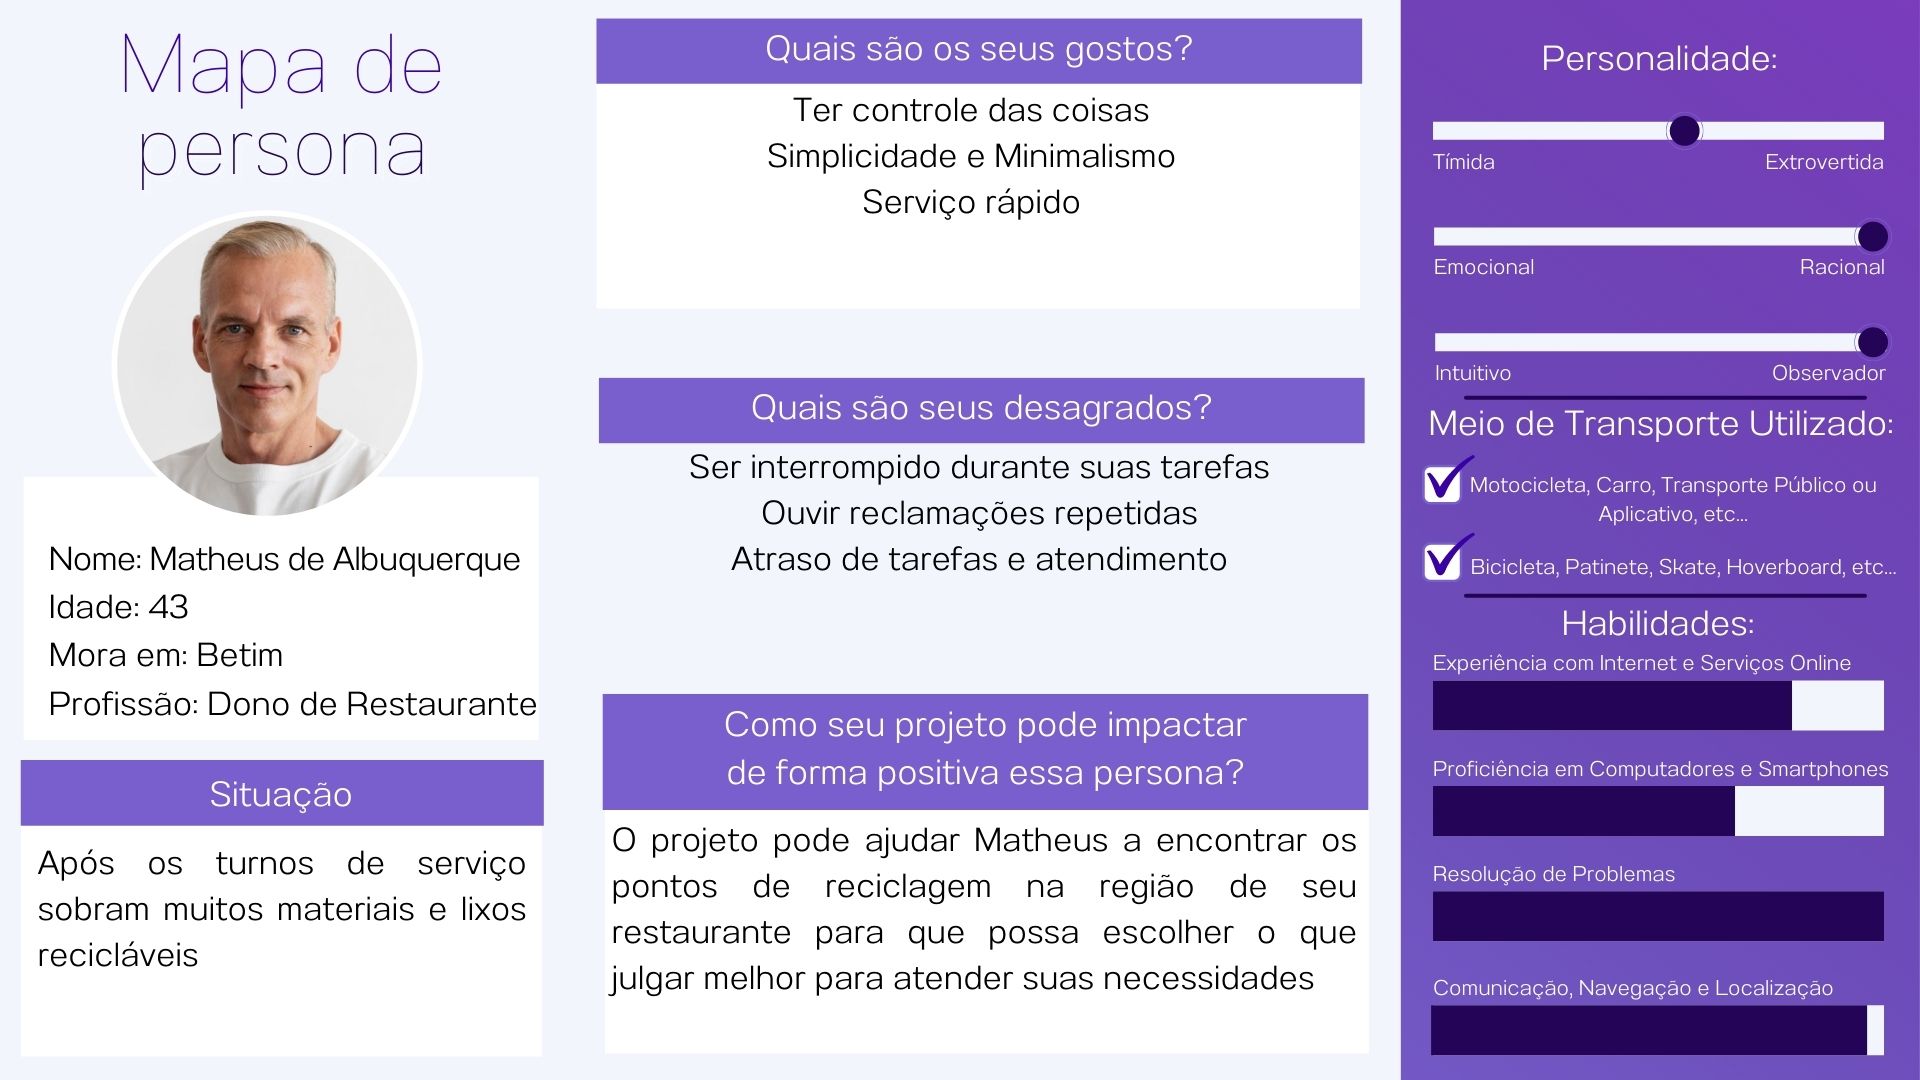 Mapa de
persona
Nome: Matheus de Albuquerque
Idade: 43
Mora em: Betim
Profissão: Dono de Restaurante
Situação
Após os turnos de serviço
sobram muitos materiais e lixos
recicláveis
Quais são os seus gostos?
Ter controle das coisas
Simplicidade e Minimalismo
Serviço rápido
Quais são seus desagrados?
Ser interrompido durante suas tarefas
Ouvir reclamações repetidas
Atraso de tarefas e atendimento
Como seu projeto pode impactar
de forma positiva essa persona?
O projeto pode ajudar Matheus a encontrar os
pontos de reciclagem na região de seu
restaurante para que possa escolher o que
julgar melhor para atender suas necessidades
Personalidade:
Tímida Extrovertida
Emocional Racional
Intuitivo Observador
Meio de Transporte Utilizado:
Motocicleta, Carro, Transporte Público ou
Aplicativo, etc...
Bicicleta, Patinete, Skate, Hoverboard, etc...
Habilidades:
Experiência com Internet e Serviços Online
Proficiência em Computadores e Smartphones
Resolução de Problemas
Comunicação, Navegação e Localização